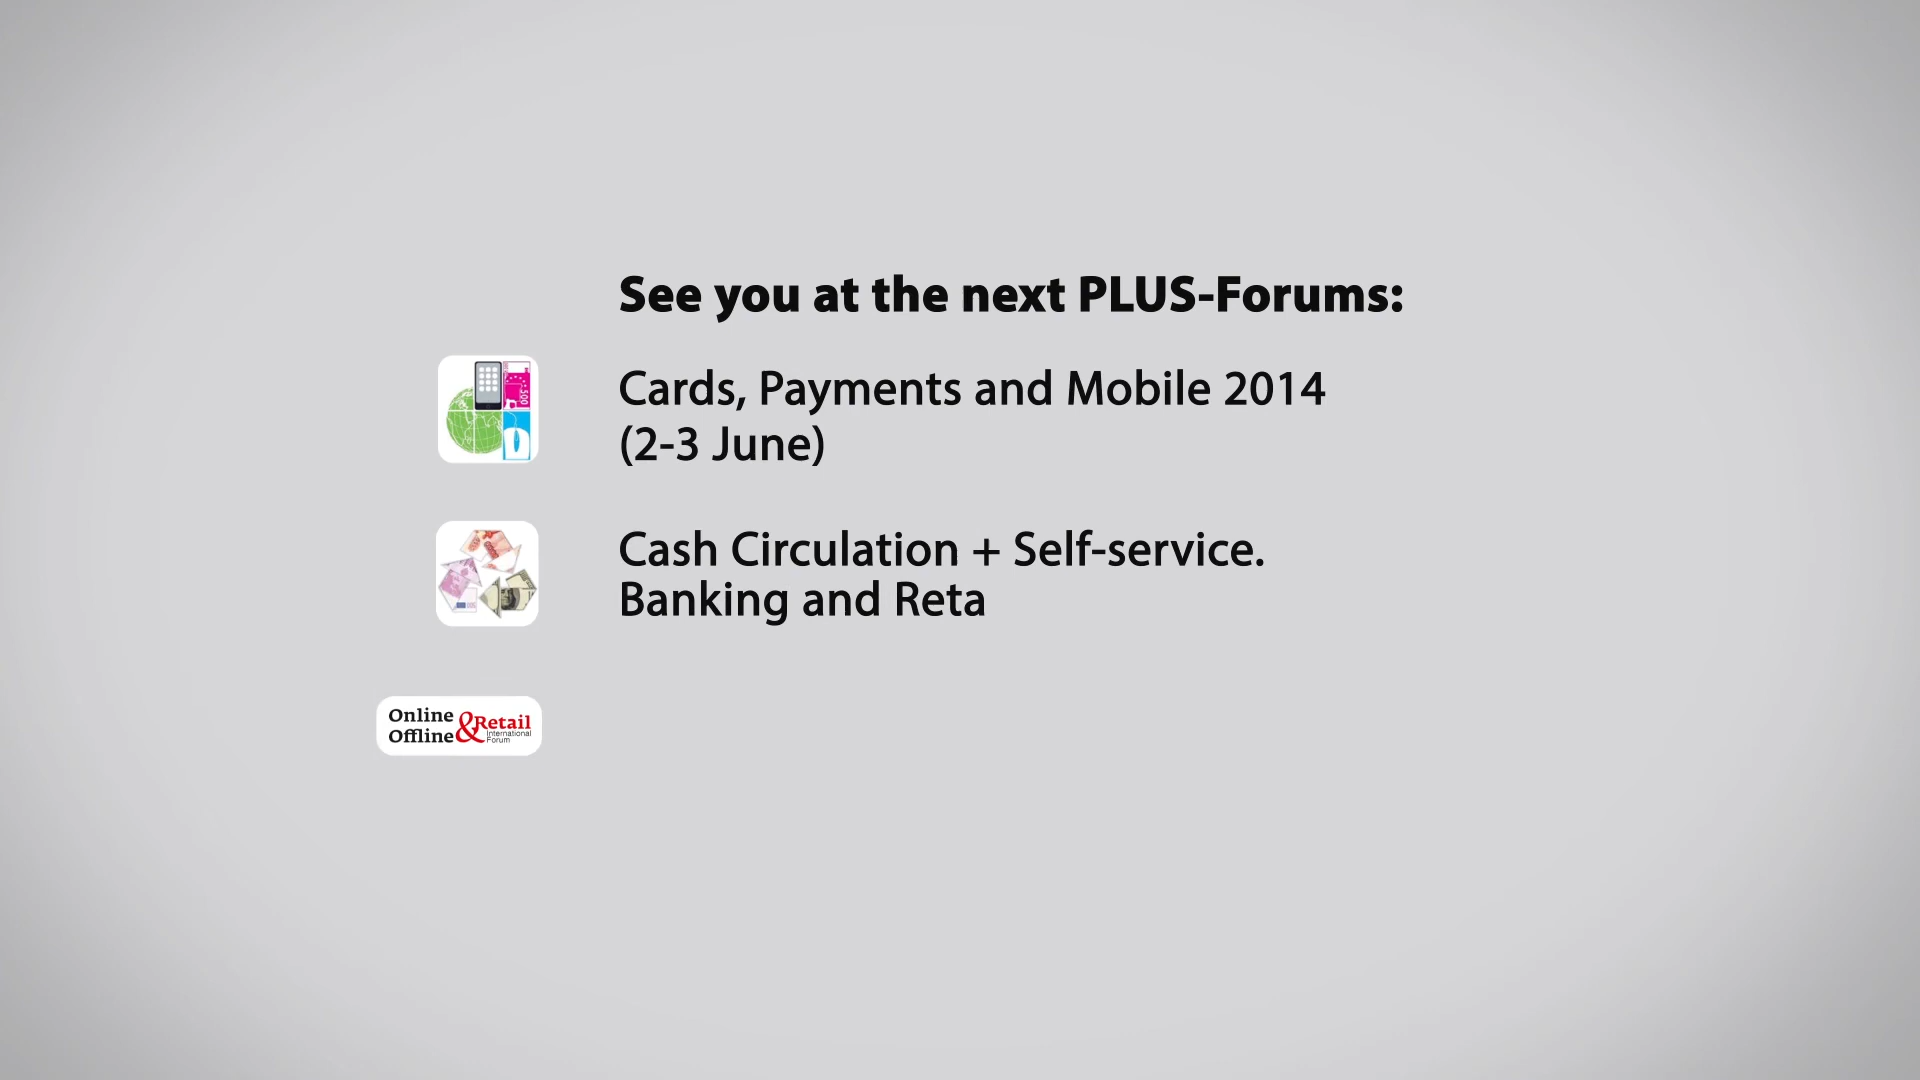 See you at the next PLUS-Forums:
Cards, Payments and Mobile 2014
(2-3 June)
Cash Circulation + Self-service.
Banking and Reta
Online
Offline
&Retail
International
Forum